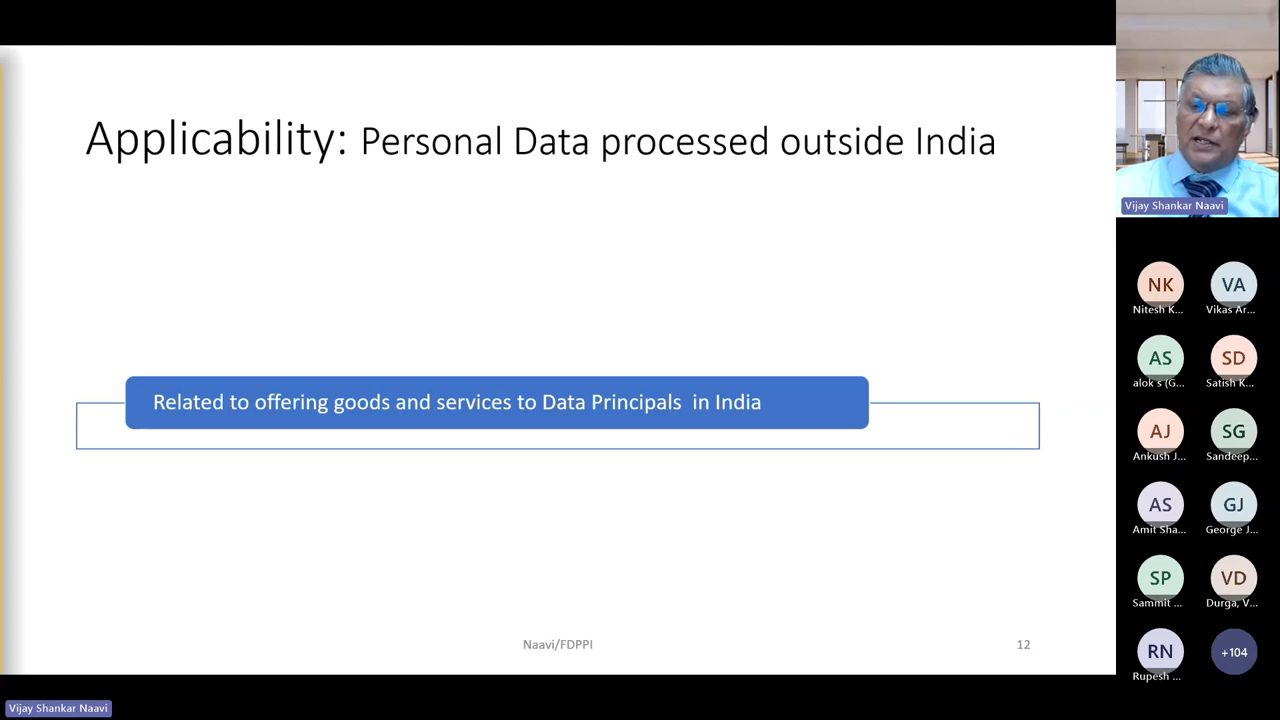 Applicability: Personal Data processed outside India
Related to offering goods and services to Data Principals in India
Naavi/FDPPI
12
Vijay Shankar Naavi
NK
Nitesh K...
VA
Vikas Ar...
AS
alok s (G...
SD
Satish K...
AJ
Ankush J...
SG
Sandeep...
AS
Amit Sha...
GJ
George J...
SP
Sammit ...
VD
Durga, V...
RN
Rupesh ...
+104
Vijay Shankar Naavi